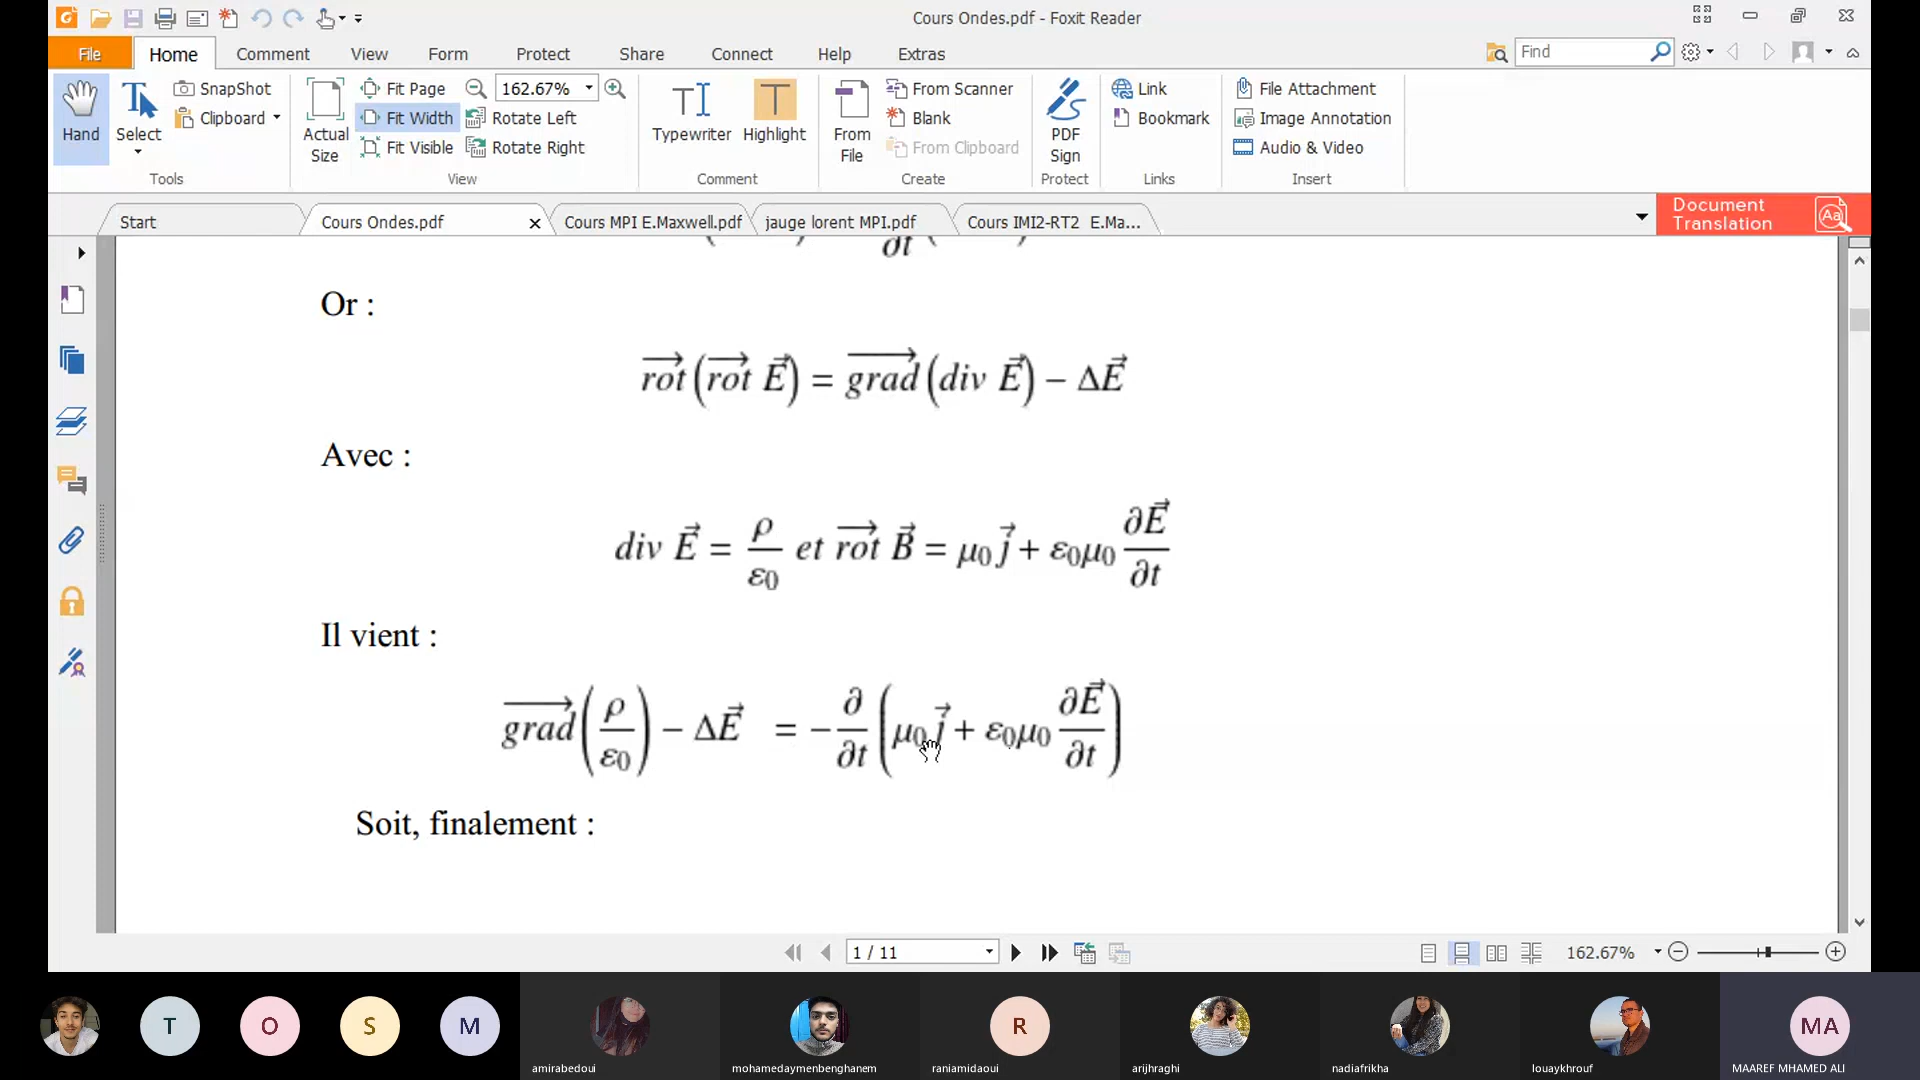 Cours Ondes.pdf - Foxit Reader
File Home Comment View Form Protect Share Connect Help Extras Find
Hand
Select
SnapShot
Clipboard
Tools
Actual Size
Fit Page
Fit Width
Fit Visible
162.67%
Rotate Left
Rotate Right
View
Typewriter
Highlight
Comment
From File
From Scanner
Blank
From Clipboard
Create
PDF Sign
Protect
Link
Bookmark
Links
File Attachment
Image Annotation
Audio & Video
Insert
Start Cours Ondes.pdf Cours MPI E.Maxwell.pdf jauge lorent MPI.pdf Cours IMI2-RT2 E.Ma...
Document Translation
∂t
Or :
rot⃗(rot⃗ E⃗) = grad⃗(div E⃗) − ΔE⃗
Avec :
div E⃗ = ρ/ε₀ et rot⃗ B⃗ = μ₀ j⃗ + ε₀μ₀ ∂E⃗/∂t
Il vient :
grad⃗(ρ/ε₀) − ΔE⃗ = − ∂/∂t (μ₀ j⃗ + ε₀μ₀ ∂E⃗/∂t)
Soit, finalement :
1 / 11
162.67%
T O S M R MA
amirabedoui mohamedaymenbenghanem raniamidaoui arijhraghi nadiafrikha louaykhrouf MAAREF MHAMED ALI